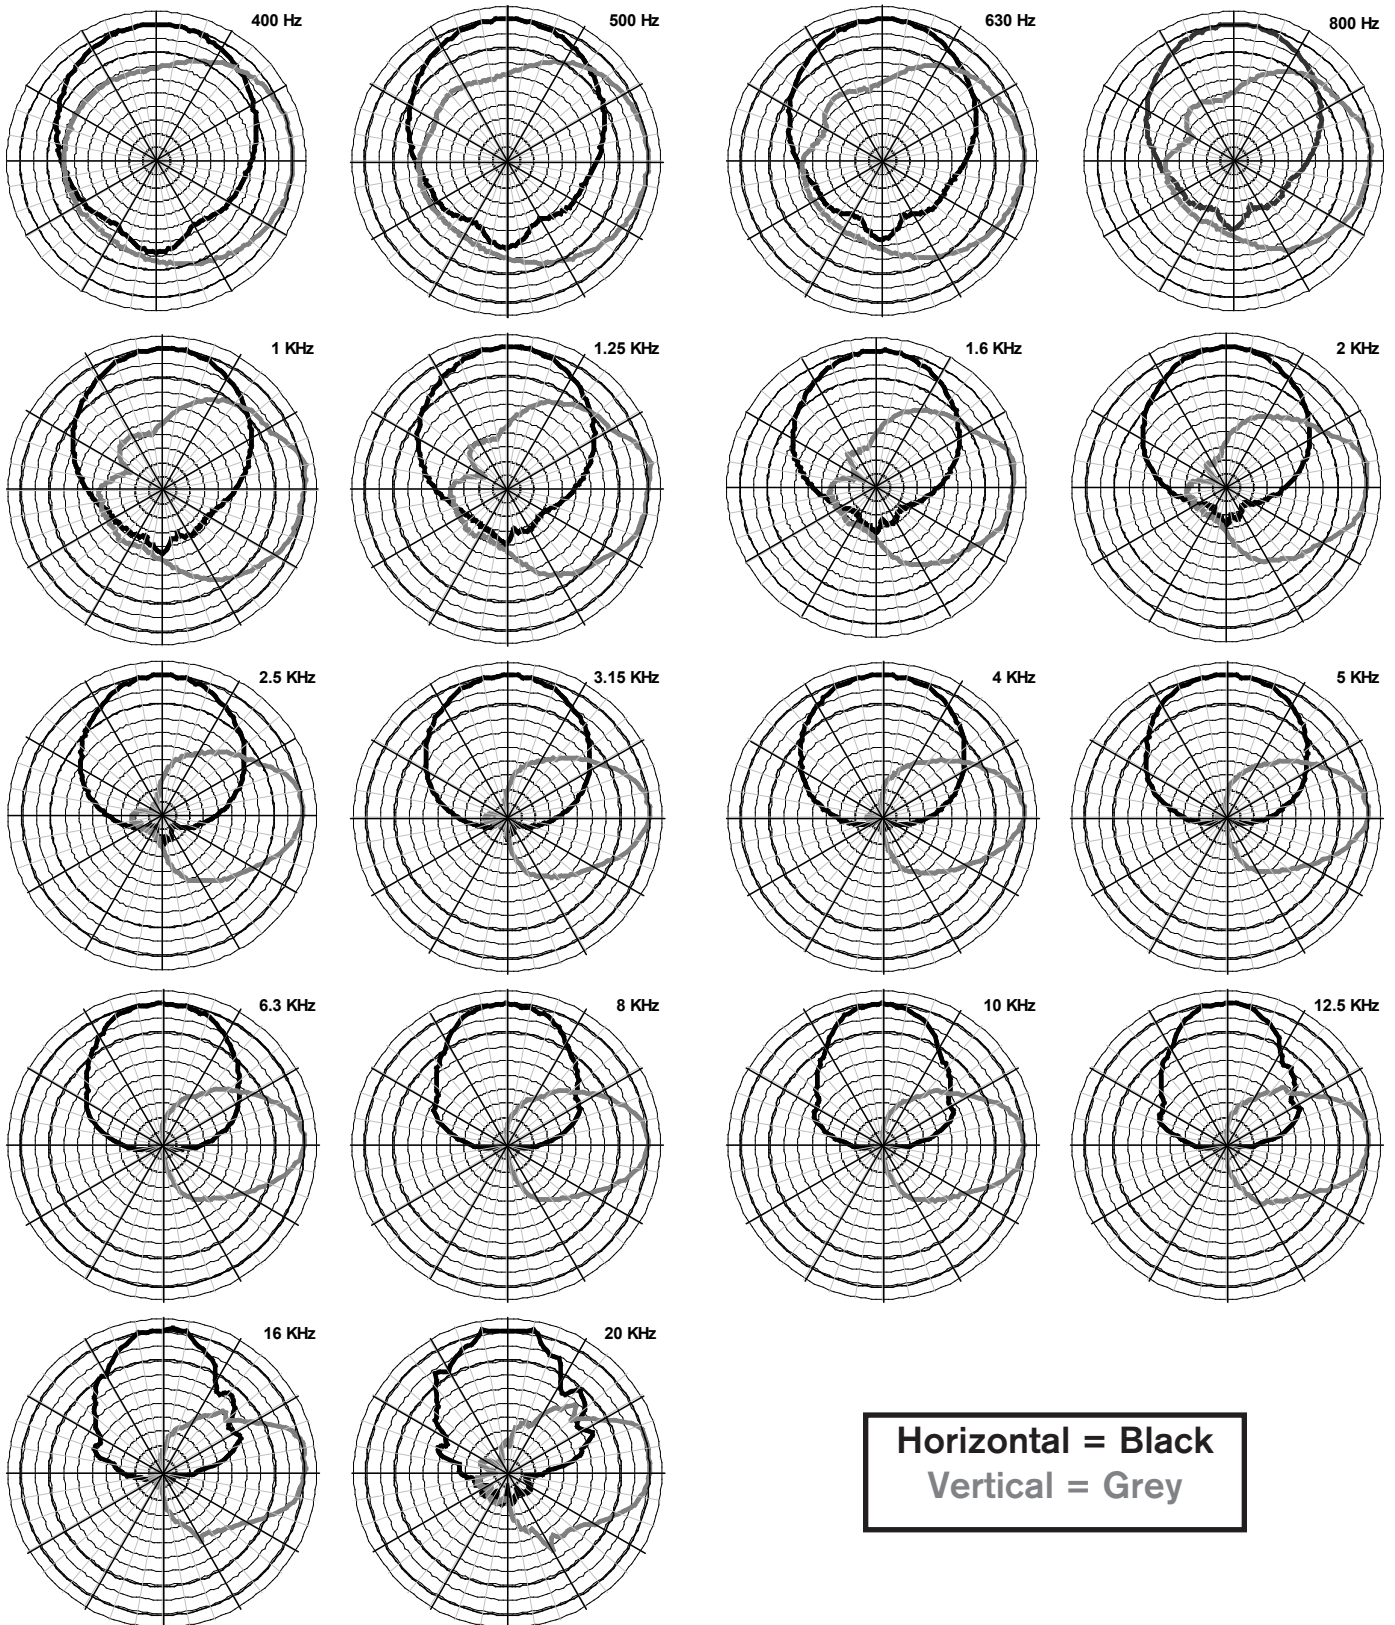 400 Hz
500 Hz
630 Hz
800 Hz
1 KHz
1.25 KHz
1.6 KHz
2 KHz
2.5 KHz
3.15 KHz
4 KHz
5 KHz
6.3 KHz
8 KHz
10 KHz
12.5 KHz
16 KHz
20 KHz
Horizontal = Black
Vertical = Grey